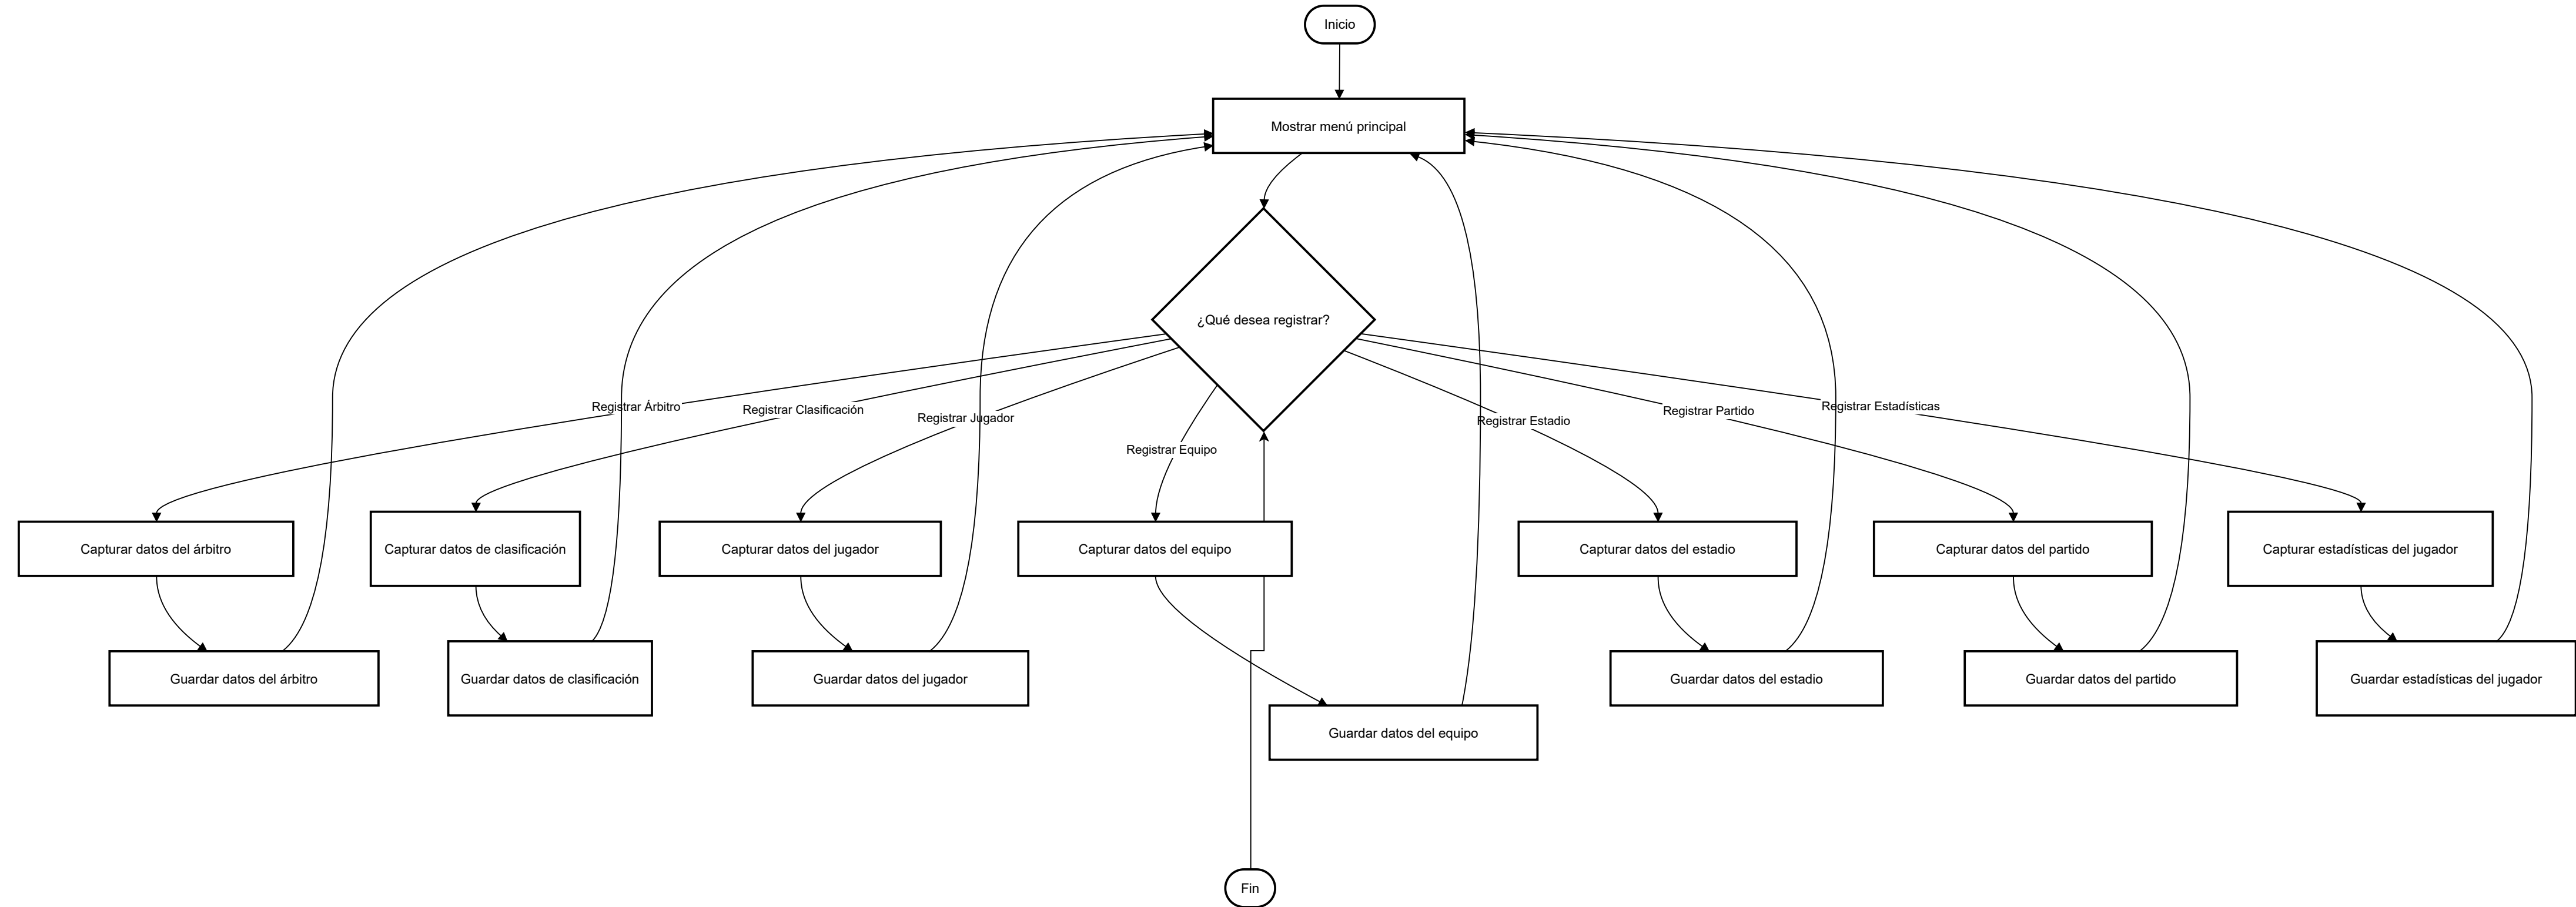 Inicio
Mostrar menú principal
¿Qué desea registrar?
Registrar Árbitro
Registrar Clasificación
Registrar Jugador
Registrar Equipo
Registrar Estadio
Registrar Partido
Registrar Estadísticas
Capturar datos del árbitro
Capturar datos de clasificación
Capturar datos del jugador
Capturar datos del equipo
Capturar datos del estadio
Capturar datos del partido
Capturar estadísticas del jugador
Guardar datos del árbitro
Guardar datos de clasificación
Guardar datos del jugador
Guardar datos del equipo
Guardar datos del estadio
Guardar datos del partido
Guardar estadísticas del jugador
Fin